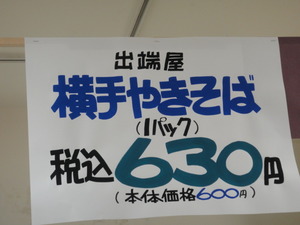 出端屋
横手やきそば
(1パック)
税込630円
(本体価格600円)